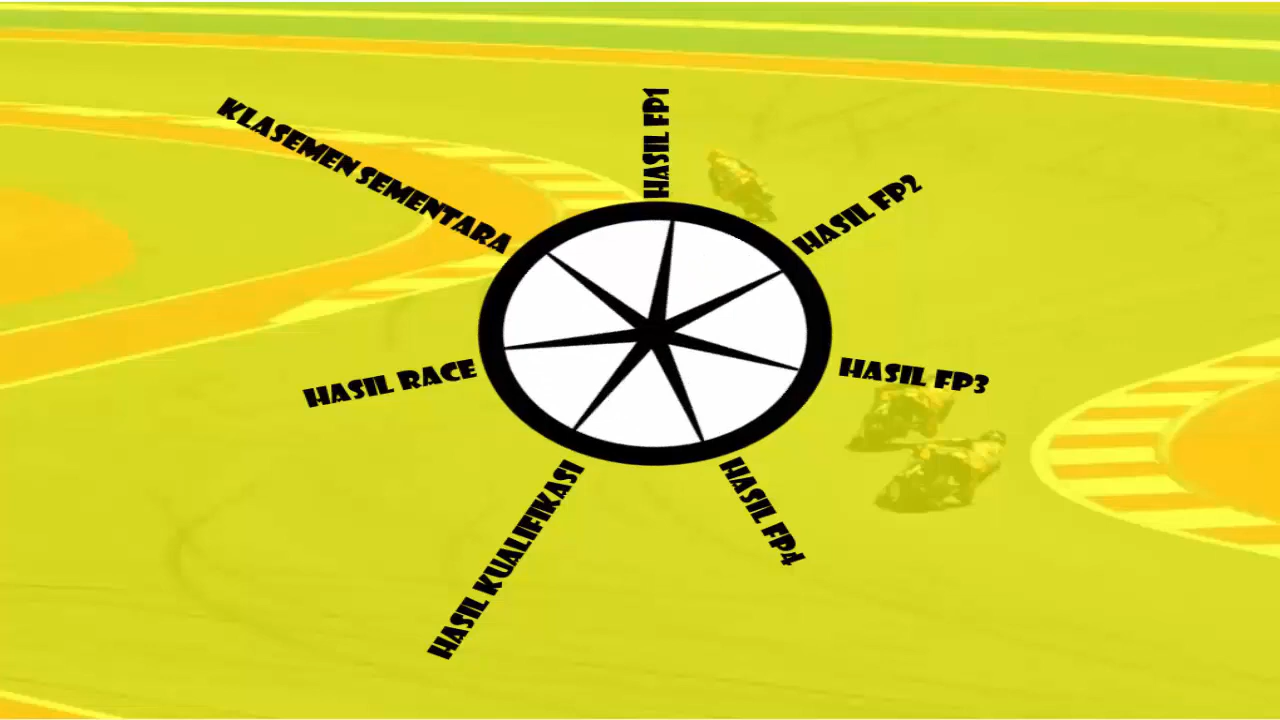 HASIL FP1
HASIL FP2
HASIL FP3
HASIL FP4
HASIL KUALIFIKASI
HASIL RACE
KLASEMEN SEMENTARA